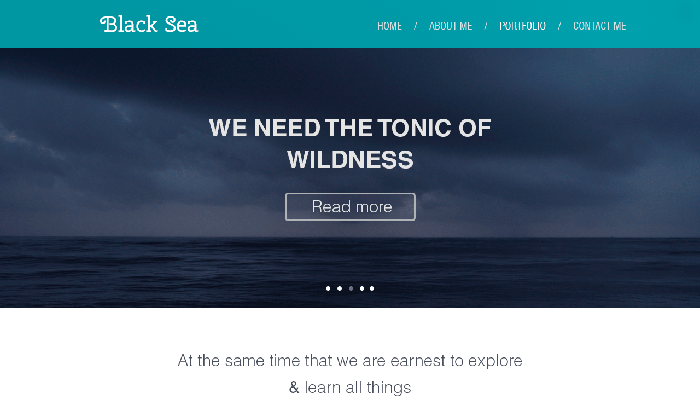 Black Sea
HOME / ABOUT ME / PORTFOLIO / CONTACT ME
WE NEED THE TONIC OF
WILDNESS
Read more
At the same time that we are earnest to explore
& learn all things